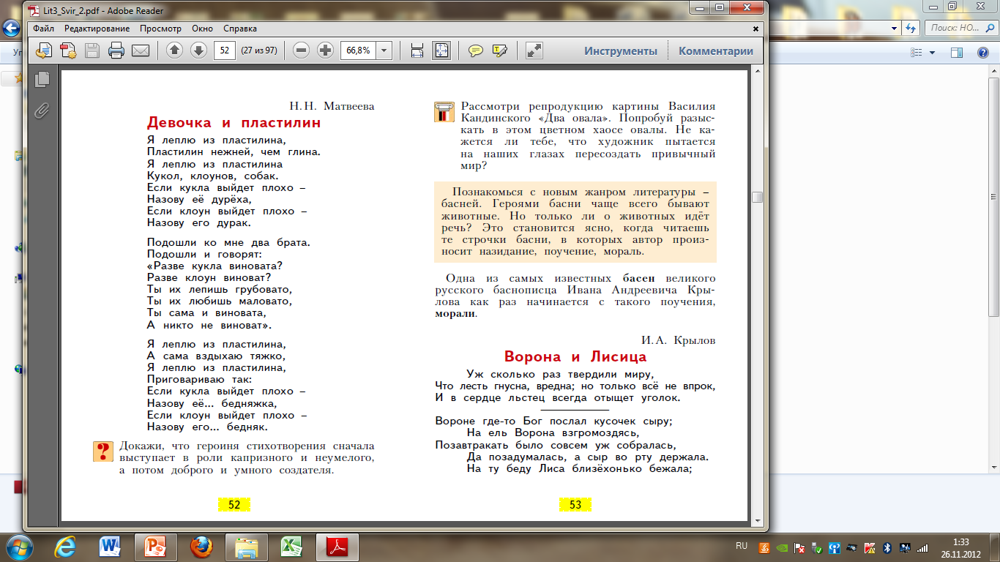 Lit3_Svir_2.pdf - Adobe Reader
Файл Редактирование Просмотр Окно Справка
52 (27 из 97) 66,8% Инструменты Комментарии
Поиск: НО...
Н. Н. Матвеева
Девочка и пластилин
Я леплю из пластилина,
Пластилин нежней, чем глина.
Я леплю из пластилина
Кукол, клоунов, собак.
Если кукла выйдет плохо –
Назову её дурёха,
Если клоун выйдет плохо –
Назову его дурак.
Подошли ко мне два брата.
Подошли и говорят:
«Разве кукла виновата?
Разве клоун виноват?
Ты их лепишь грубовато,
Ты их любишь маловато,
Ты сама и виновата,
А никто не виноват».
Я леплю из пластилина,
А сама вздыхаю тяжко,
Я леплю из пластилина,
Приговариваю так:
Если кукла выйдет плохо –
Назову её... бедняжка,
Если клоун выйдет плохо –
Назову его... бедняк.
?
Докажи, что героиня стихотворения сначала
выступает в роли капризного и неумелого,
а потом доброго и умного создателя.
52
Рассмотри репродукцию картины Василия
Кандинского «Два овала». Попробуй разыс-
кать в этом цветном хаосе овалы. Не ка-
жется ли тебе, что художник пытается
на наших глазах пересоздать привычный
мир?
Познакомься с новым жанром литературы –
басней. Героями басни чаще всего бывают
животные. Но только ли о животных идёт
речь? Это становится ясно, когда читаешь
те строчки басни, в которых автор произ-
носит назидание, поучение, мораль.
Одна из самых известных басен великого
русского баснописца Ивана Андреевича Кры-
лова как раз начинается с такого поучения,
морали.
И. А. Крылов
Ворона и Лисица
Уж сколько раз твердили миру,
Что лесть гнусна, вредна; но только всё не впрок,
И в сердце льстец всегда отыщет уголок.
Вороне где-то Бог послал кусочек сыру;
На ель Ворона взгромоздясь,
Позавтракать было совсем уж собралась,
Да позадумалась, а сыр во рту держала.
На ту беду Лиса близёхонько бежала;
53
RU
1:33
26.11.2012